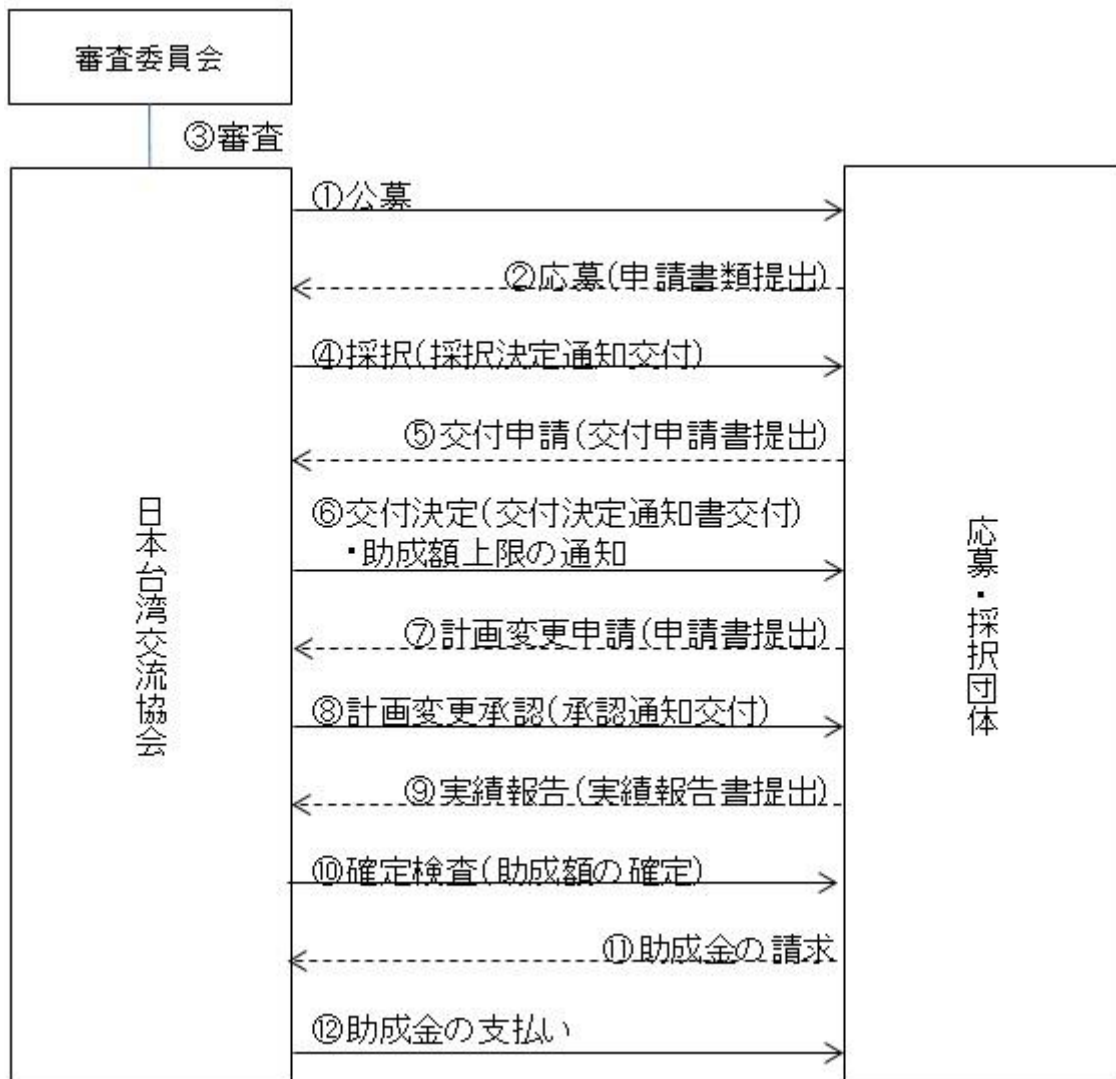 審査委員会
③審査
①公募
②応募(申請書類提出)
④採択(採択決定通知交付)
⑤交付申請(交付申請書提出)
⑥交付決定(交付決定通知書交付)
・助成額上限の通知
⑦計画変更申請(申請書提出)
⑧計画変更承認(承認通知交付)
⑨実績報告(実績報告書提出)
⑩確定検査(助成額の確定)
⑪助成金の請求
⑫助成金の支払い
日本台湾交流協会
応募・採択団体